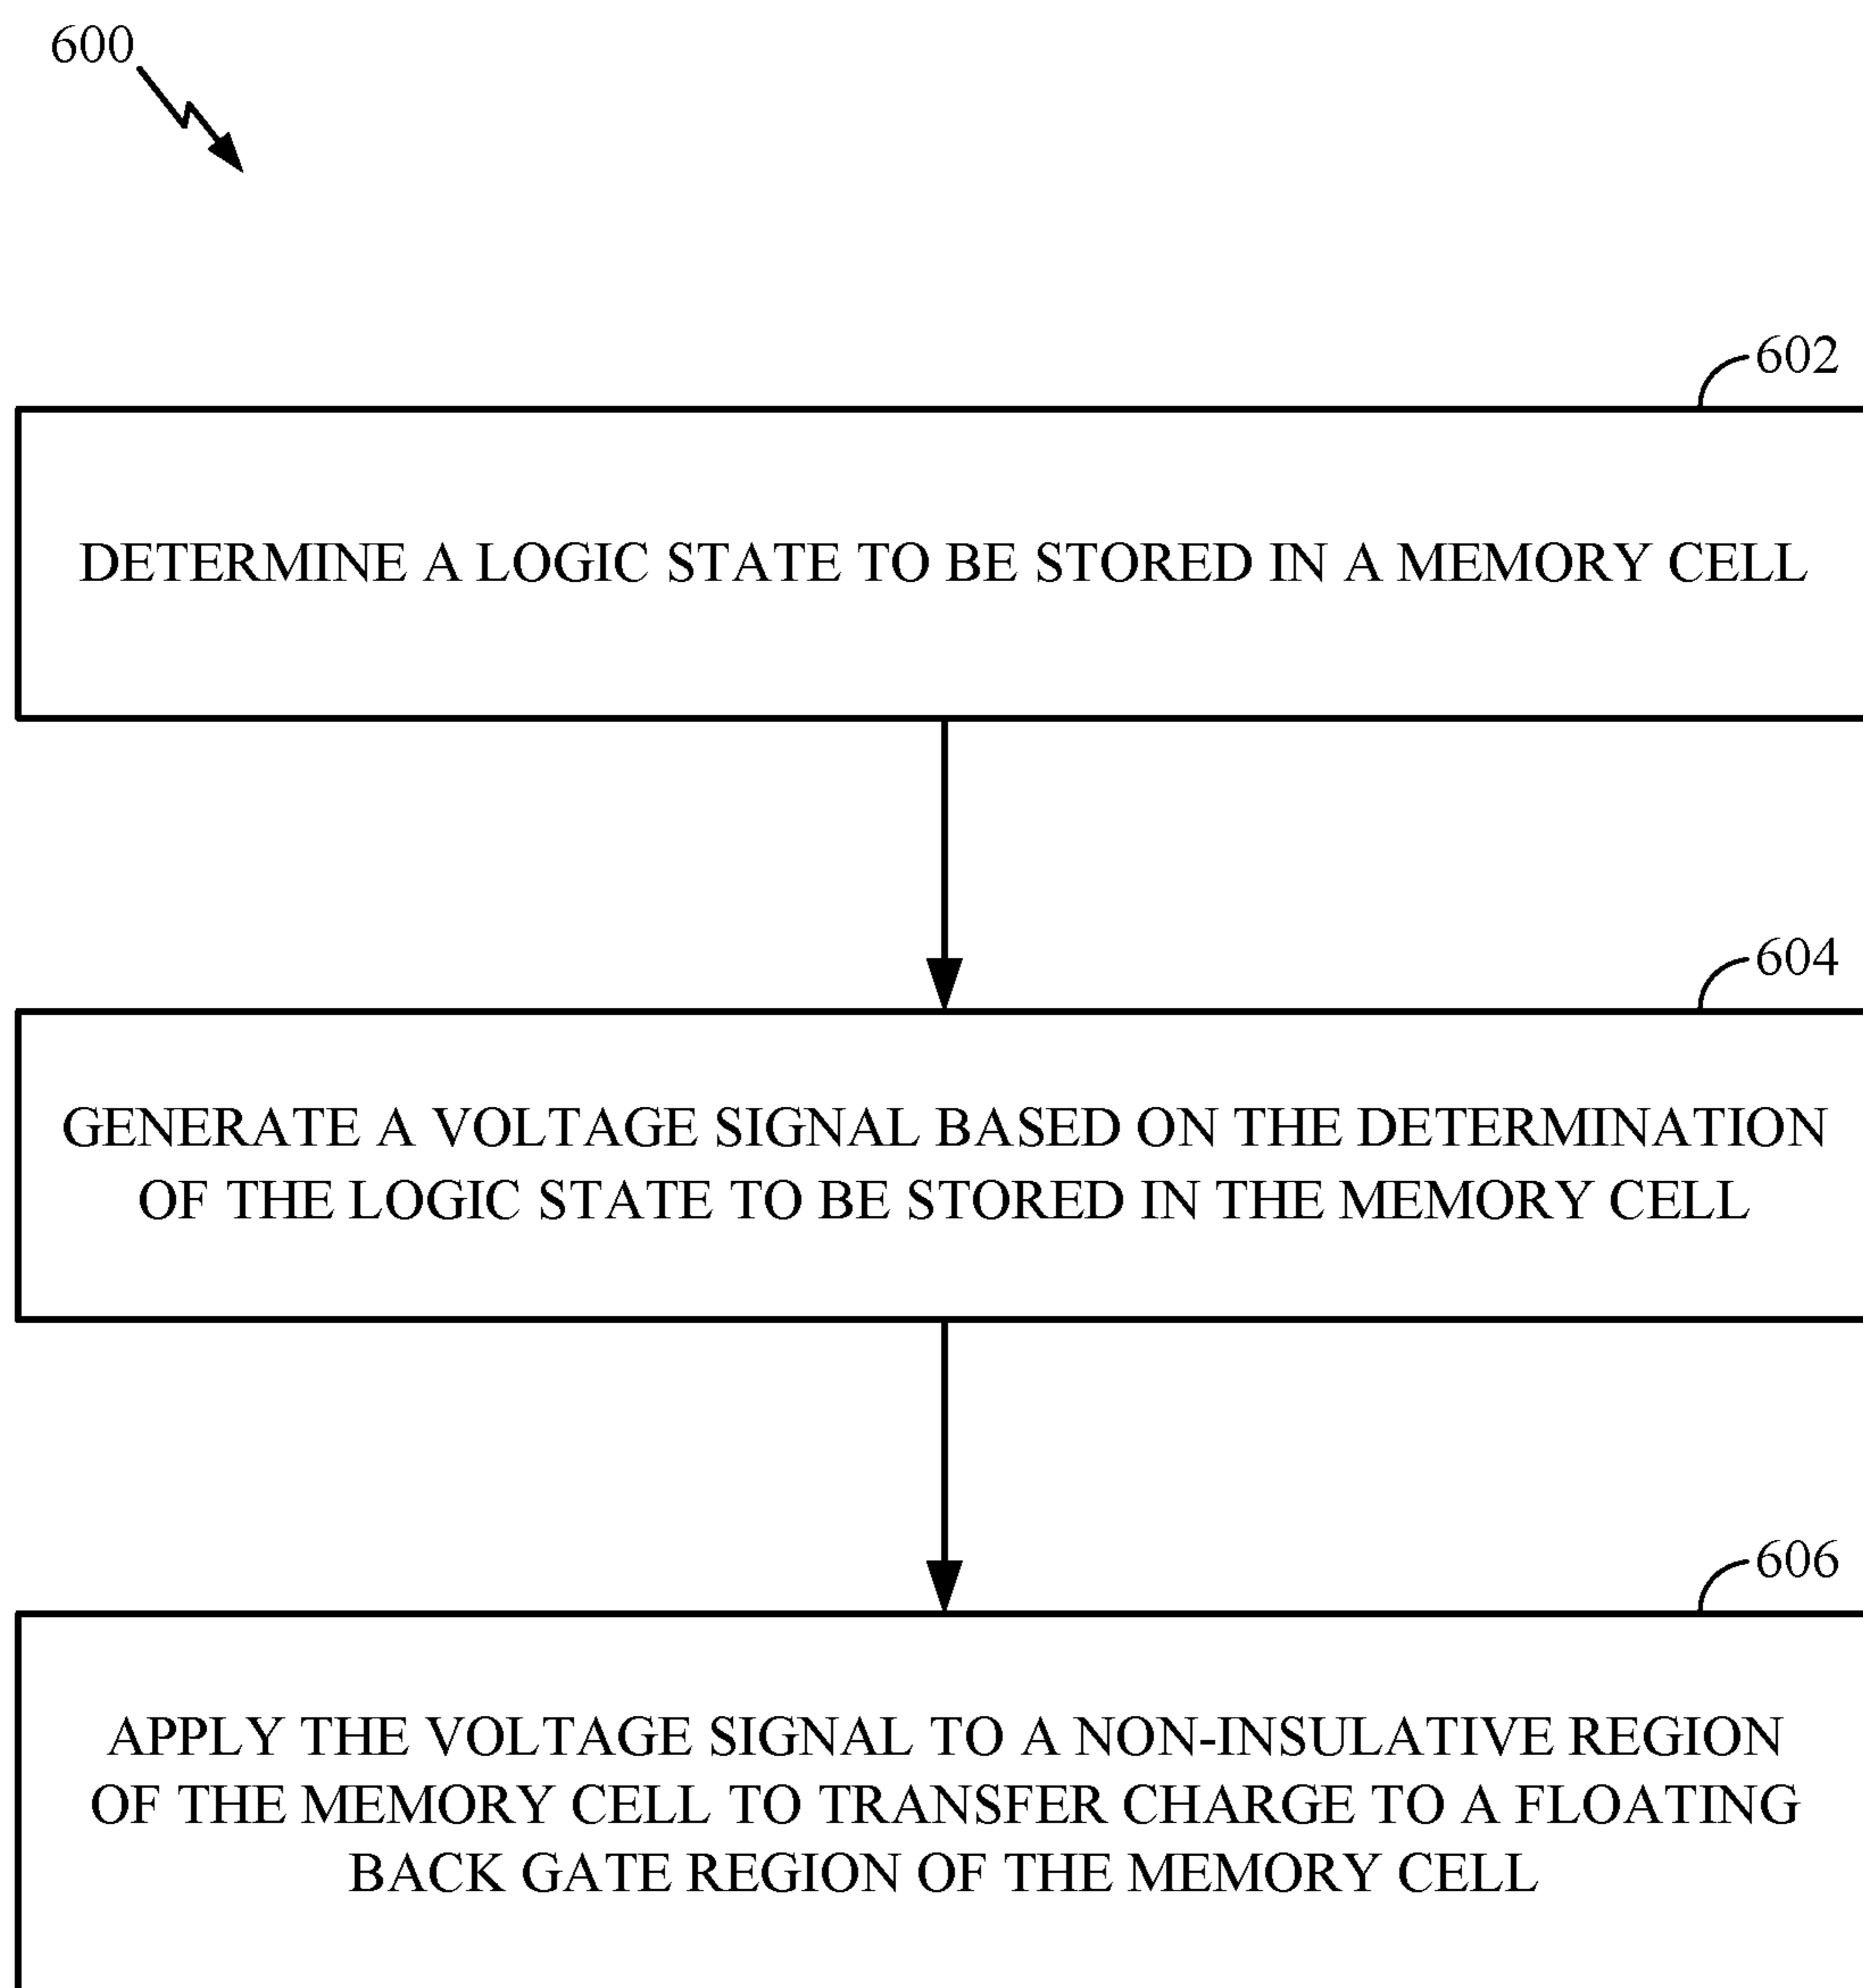 600
602
DETERMINE A LOGIC STATE TO BE STORED IN A MEMORY CELL
604
GENERATE A VOLTAGE SIGNAL BASED ON THE DETERMINATION
OF THE LOGIC STATE TO BE STORED IN THE MEMORY CELL
606
APPLY THE VOLTAGE SIGNAL TO A NON-INSULATIVE REGION
OF THE MEMORY CELL TO TRANSFER CHARGE TO A FLOATING
BACK GATE REGION OF THE MEMORY CELL